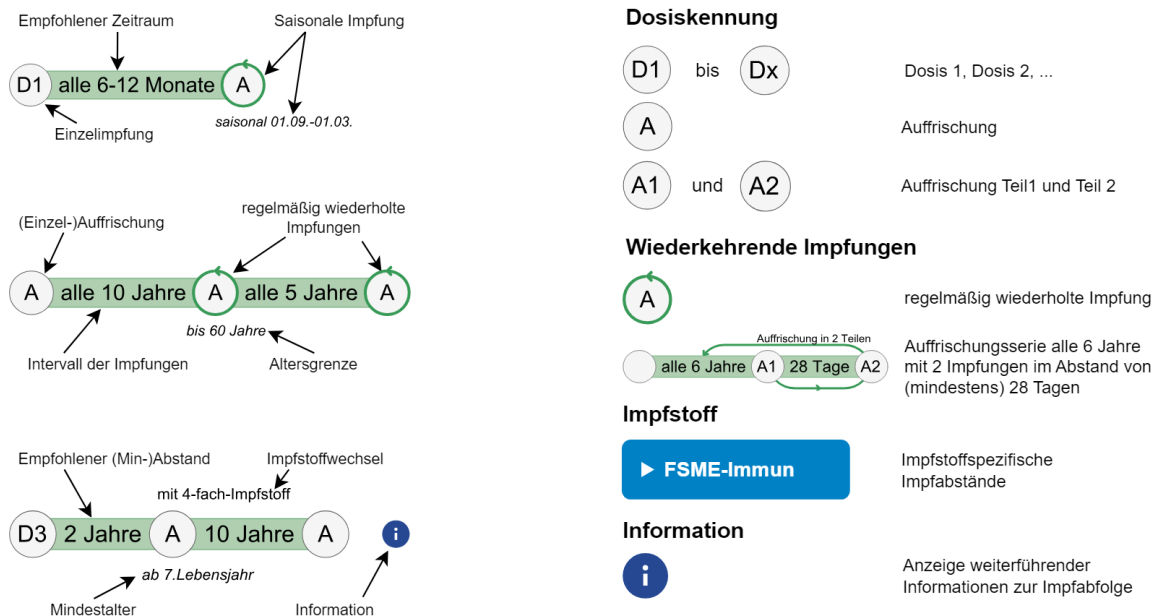 Empfohlener Zeitraum
Saisonale Impfung
D1 alle 6-12 Monate A
saisonal 01.09.-01.03.
Einzelimpfung
(Einzel-)Auffrischung
regelmäßig wiederholte
Impfungen
A alle 10 Jahre A alle 5 Jahre A
bis 60 Jahre
Intervall der Impfungen
Altersgrenze
Empfohlener (Min-)Abstand
Impfstoffwechsel
mit 4-fach-Impfstoff
D3 2 Jahre A 10 Jahre A i
ab 7.Lebensjahr
Mindestalter
Information
Dosiskennung
D1 bis Dx Dosis 1, Dosis 2, ...
A Auffrischung
A1 und A2 Auffrischung Teil1 und Teil 2
Wiederkehrende Impfungen
A regelmäßig wiederholte Impfung
Auffrischung in 2 Teilen
alle 6 Jahre A1 28 Tage A2
Auffrischungsserie alle 6 Jahre
mit 2 Impfungen im Abstand von
(mindestens) 28 Tagen
Impfstoff
FSME-Immun
Impfstoffspezifische
Impfabstände
Information
i
Anzeige weiterführender
Informationen zur Impfabfolge